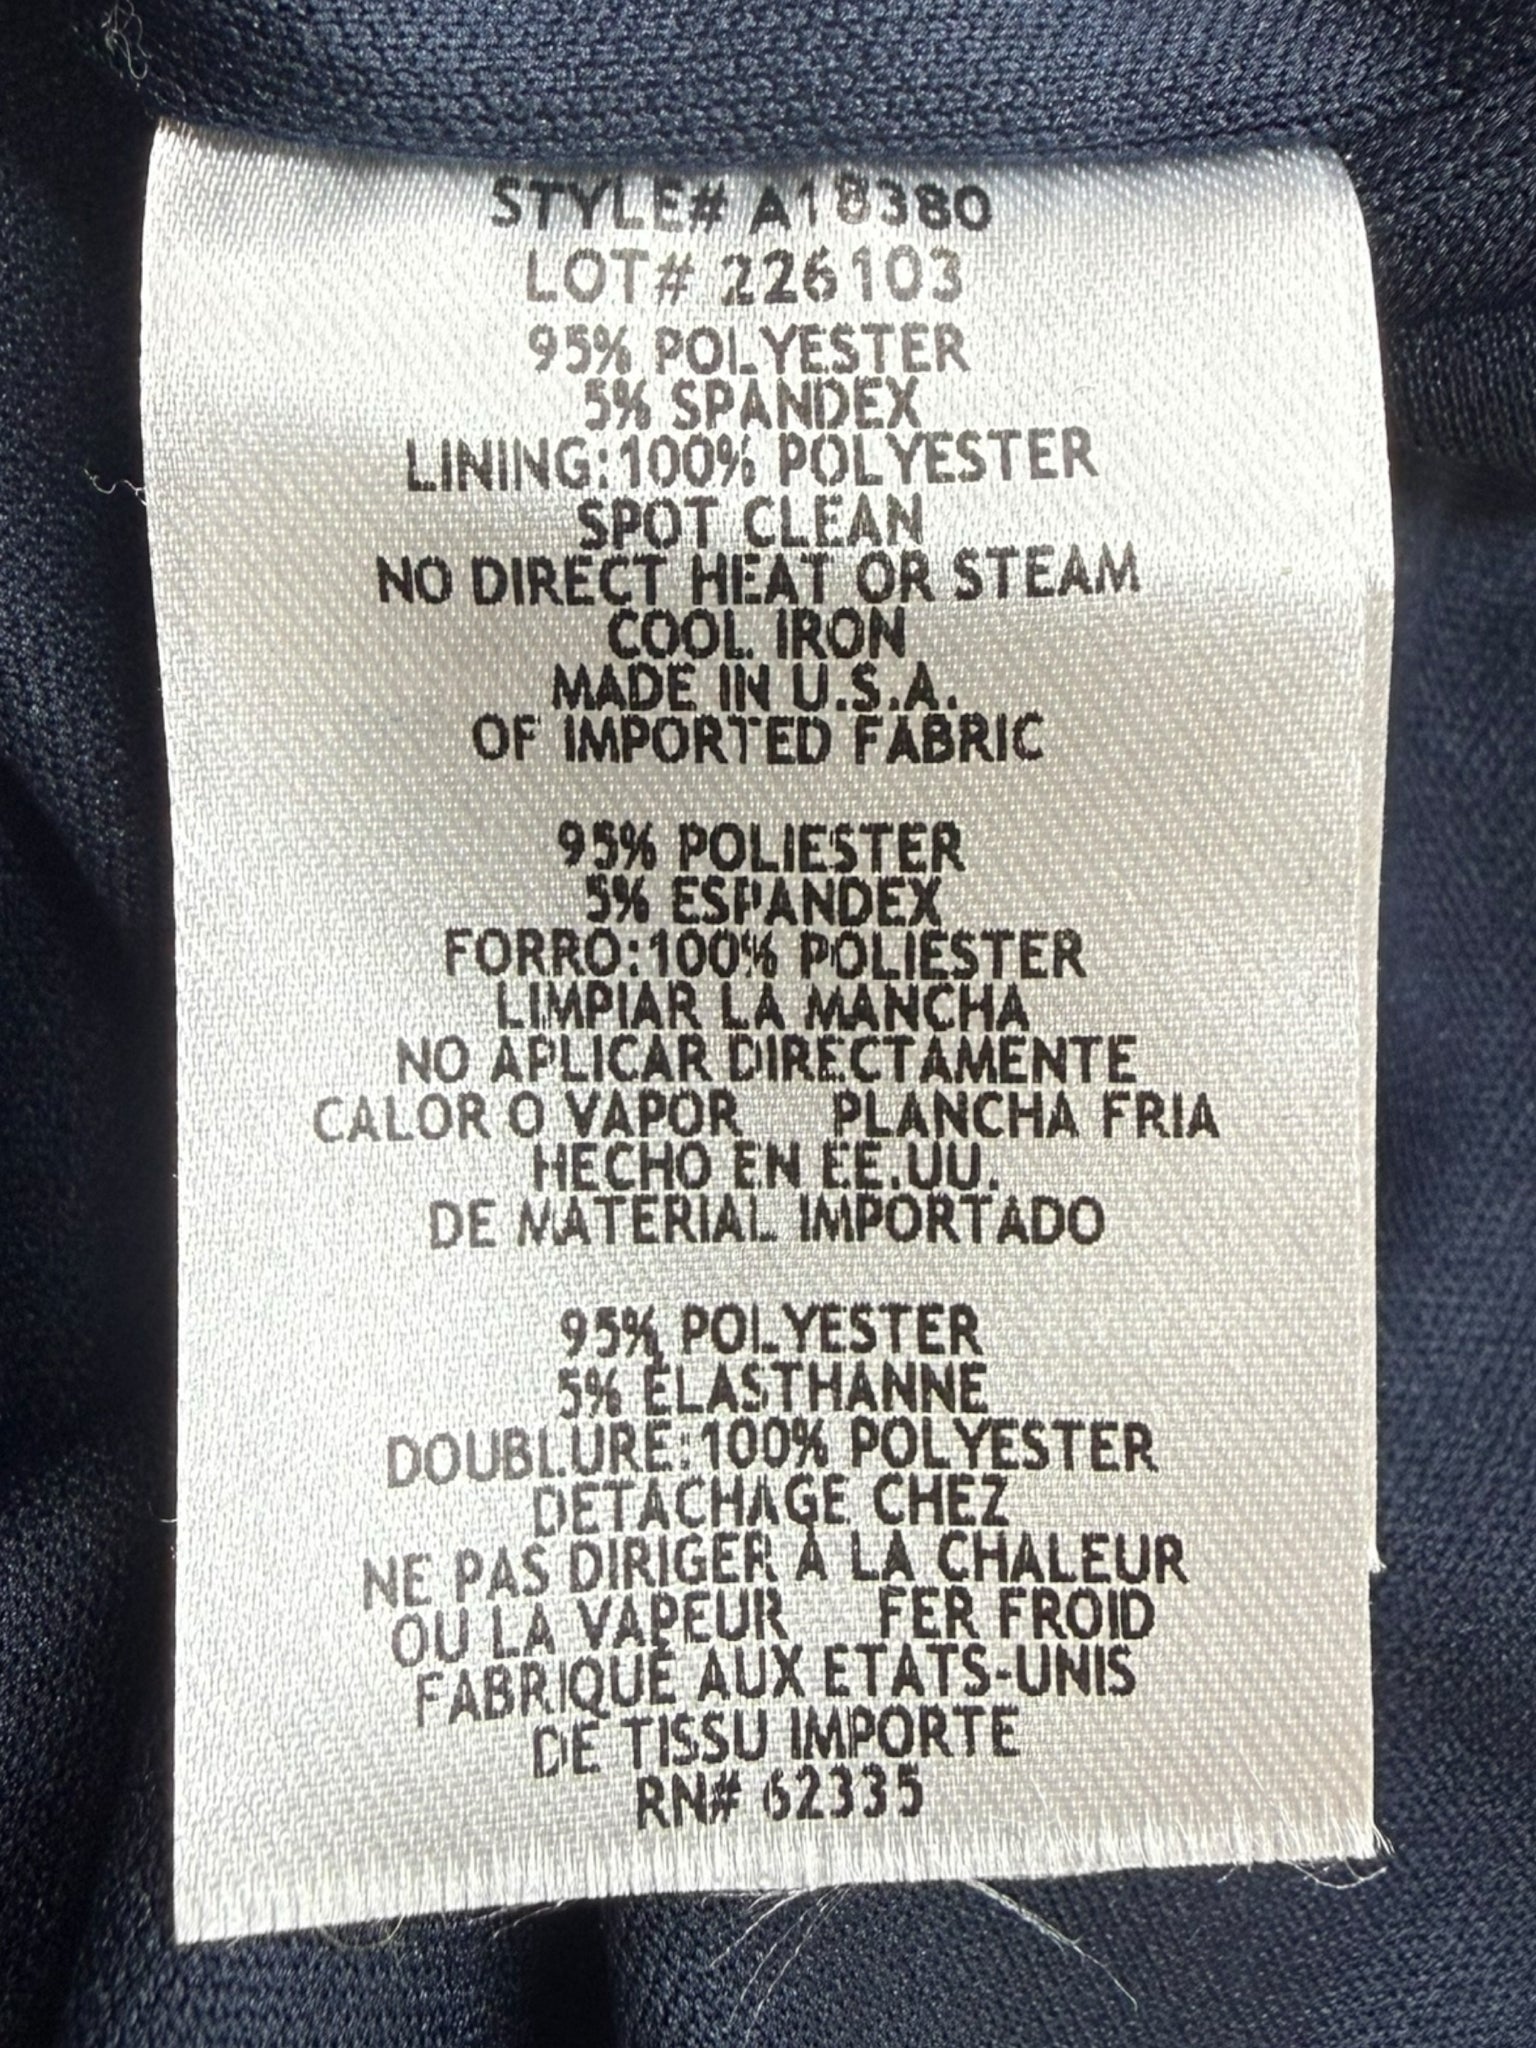 STYLE# A18380
LOT# 226103
95% POLYESTER
5% SPANDEX
LINING:100% POLYESTER
SPOT CLEAN
NO DIRECT HEAT OR STEAM
COOL IRON
MADE IN U.S.A.
OF IMPORTED FABRIC
95% POLIESTER
5% ESPANDEX
FORRO:100% POLIESTER
LIMPIAR LA MANCHA
NO APLICAR DIRECTAMENTE
CALOR O VAPOR PLANCHA FRIA
HECHO EN EE.UU.
DE MATERIAL IMPORTADO
95% POLYESTER
5% ÉLASTHANNE
DOUBLURE:100% POLYESTER
DETACHAGE CHEZ
NE PAS DIRIGER À LA CHALEUR
OU LA VAPEUR FER FROID
FABRIQUÉ AUX ETATS-UNIS
DE TISSU IMPORTE
RN# 62335